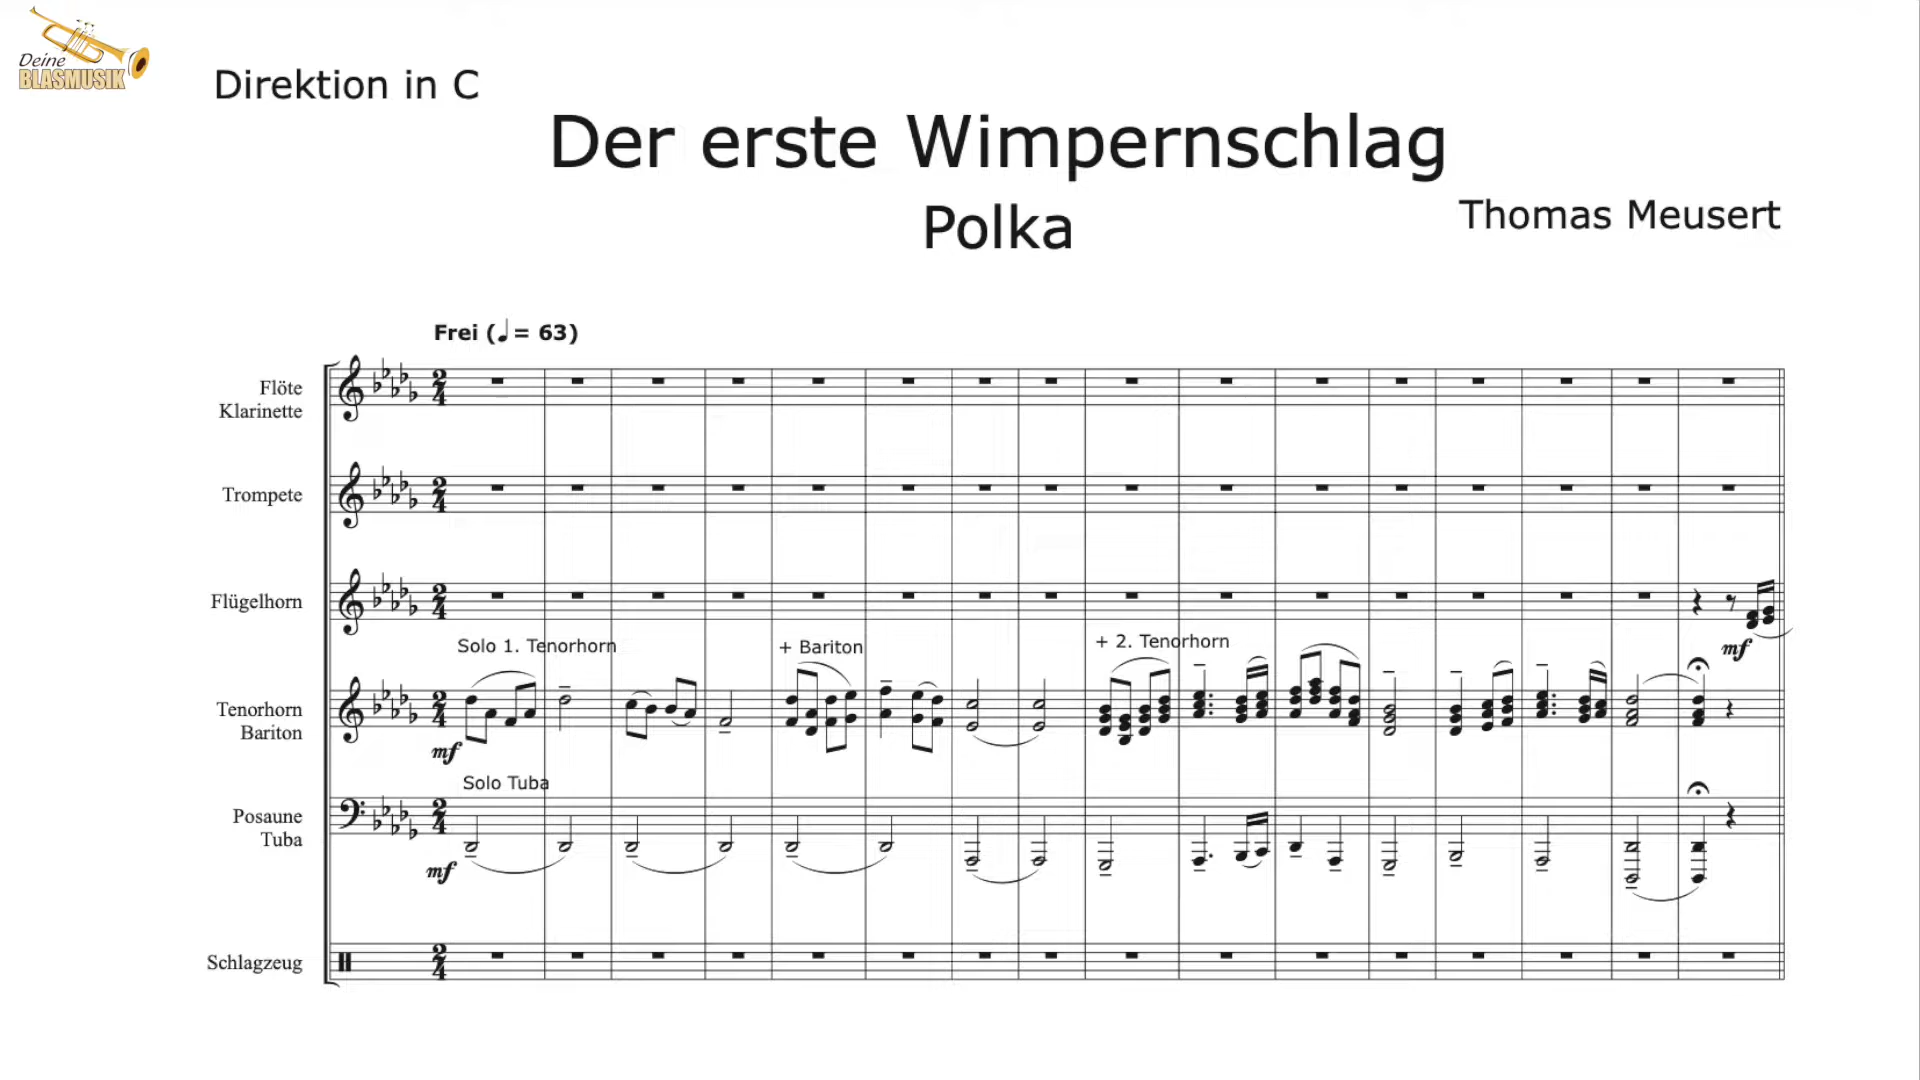 Deine
BLASMUSIK
Direktion in C
Der erste Wimpernschlag
Polka
Thomas Meusert
Frei (♩= 63)
Flöte
Klarinette
Trompete
Flügelhorn
mf
Solo 1. Tenorhorn
+ Bariton
+ 2. Tenorhorn
Tenorhorn
Bariton
mf
Solo Tuba
Posaune
Tuba
mf
Schlagzeug